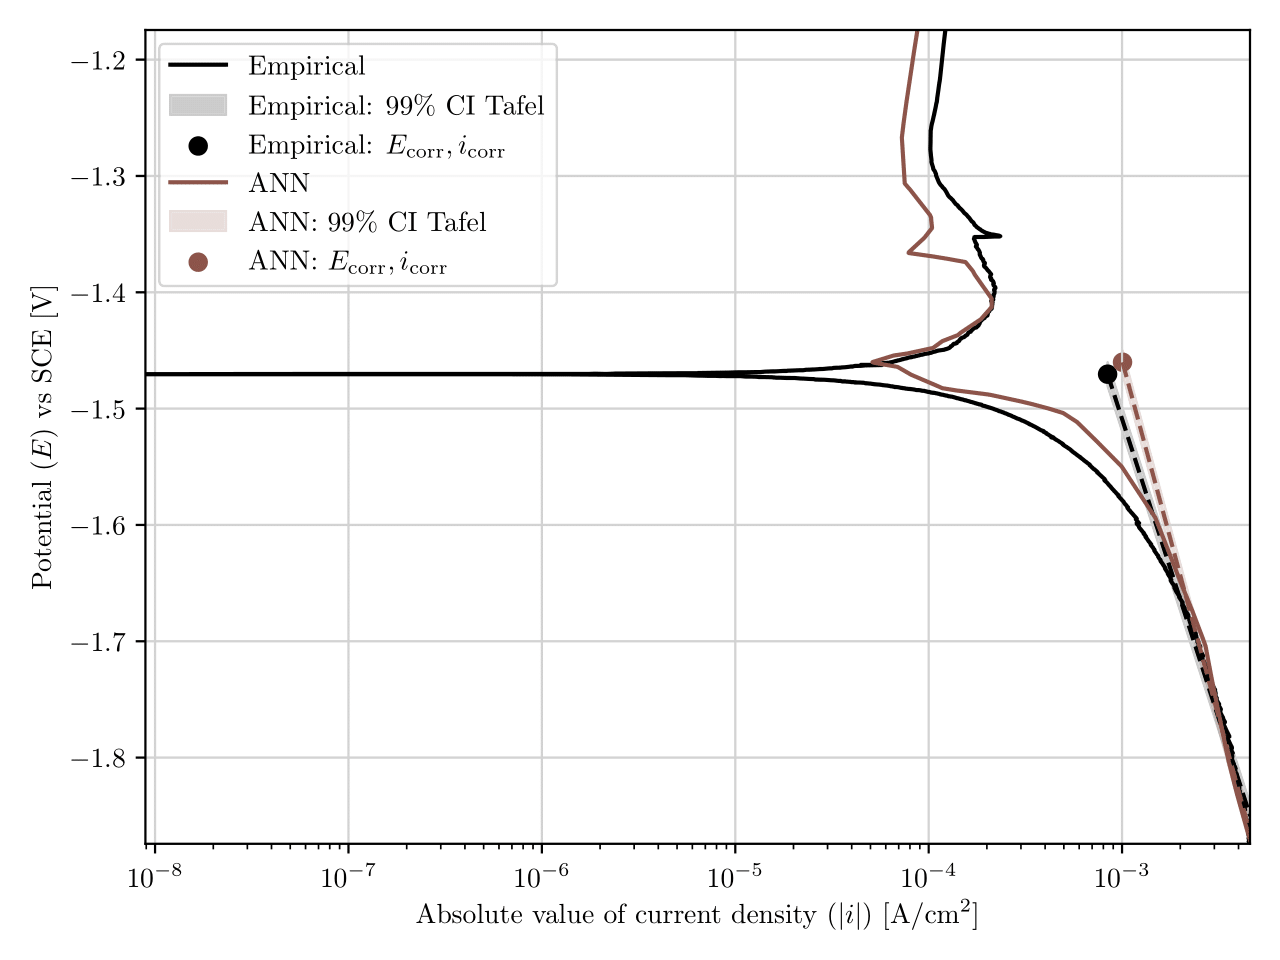 Empirical
Empirical: 99% CI Tafel
Empirical: E_corr, i_corr
ANN
ANN: 99% CI Tafel
ANN: E_corr, i_corr
−1.2
−1.3
−1.4
−1.5
−1.6
−1.7
−1.8
Potential (E) vs SCE [V]
10⁻⁸ 10⁻⁷ 10⁻⁶ 10⁻⁵ 10⁻⁴ 10⁻³
Absolute value of current density (|i|) [A/cm²]